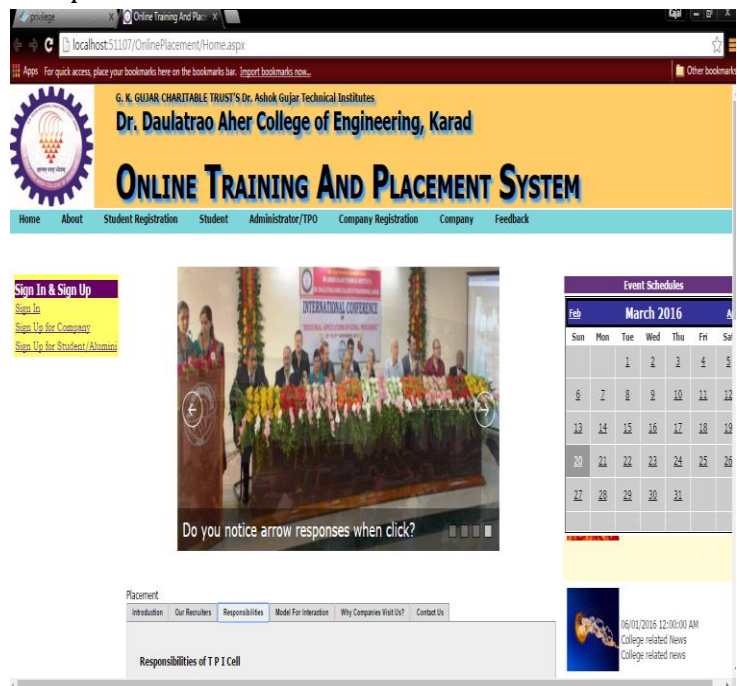 privilege
Online Training And Plac
Kajal
localhost:51107/OnlinePlacement/Home.aspx
Apps For quick access, place your bookmarks here on the bookmarks bar. Import bookmarks now... Other bookmarks
G. K. GUJAR CHARITABLE TRUST'S Dr. Ashok Gujar Technical Institutes
Dr. Daulatrao Aher College of Engineering, Karad
ONLINE TRAINING AND PLACEMENT SYSTEM
Home About Student Registration Student Administrator/TPO Company Registration Company Feedback
Sign In & Sign Up
Sign In
Sign Up for Company
Sign Up for Student/Alumini
INTERNATIONAL CONFERENCE
Do you notice arrow responses when click?
Event Schedules
Feb March 2016 A
Sun Mon Tue Wed Thu Fri Sat
1 2 3 4 5
6 7 8 9 10 11 12
13 14 15 16 17 18 19
20 21 22 23 24 25 26
27 28 29 30 31
Placement
Introduction Our Recruiters Responsibilities Model For Interaction Why Companies Visit Us? Contact Us
Responsibilities of T P I Cell
06/01/2016 12:00:00 AM
College related News
College related news